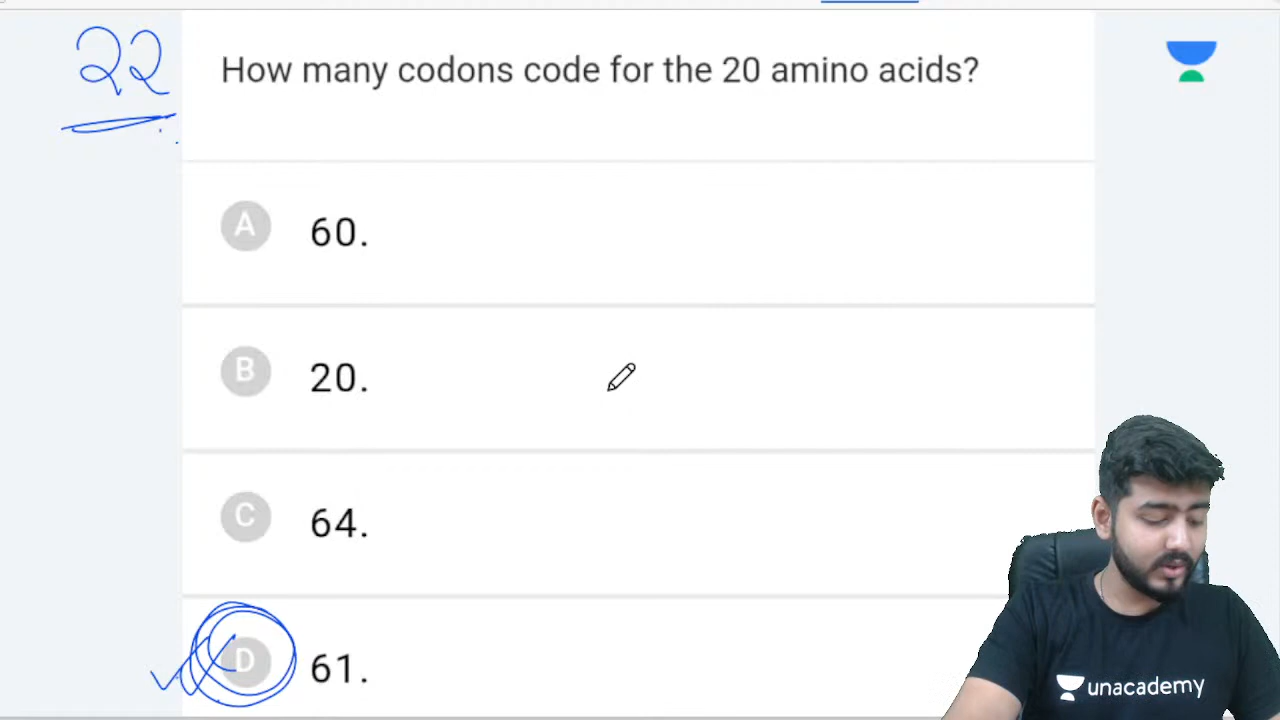 22
How many codons code for the 20 amino acids?
A 60.
B 20.
C 64.
D 61.
unacademy